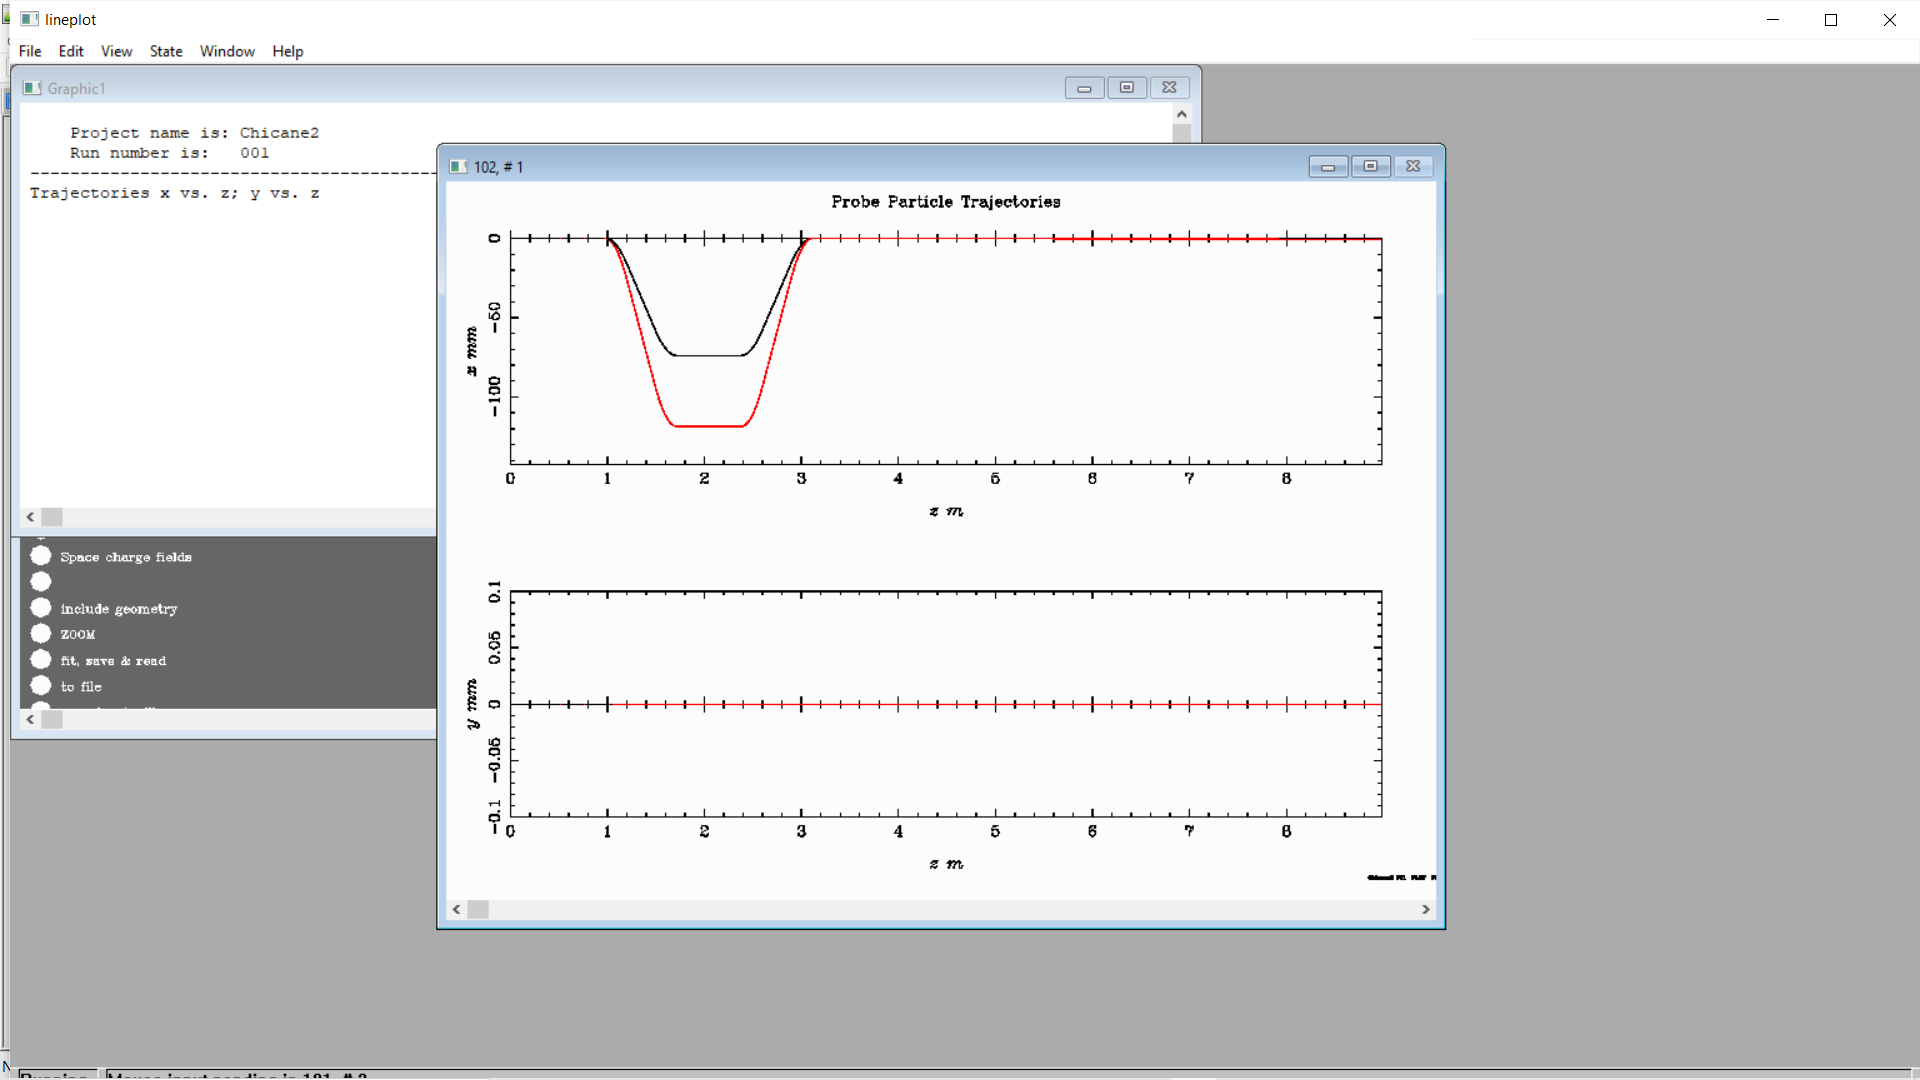 lineplot
File Edit View State Window Help
Graphic1
Project name is: Chicane2
Run number is: 001
Trajectories x vs. z; y vs. z
102, # 1
Probe Particle Trajectories
0
-50
-100
x mm
0 1 2 3 4 5 6 7 8
z m
0.1
0.05
0
-0.05
-0.1
y mm
0 1 2 3 4 5 6 7 8
z m
Space charge fields
include geometry
ZOOM
fit, save & read
to file